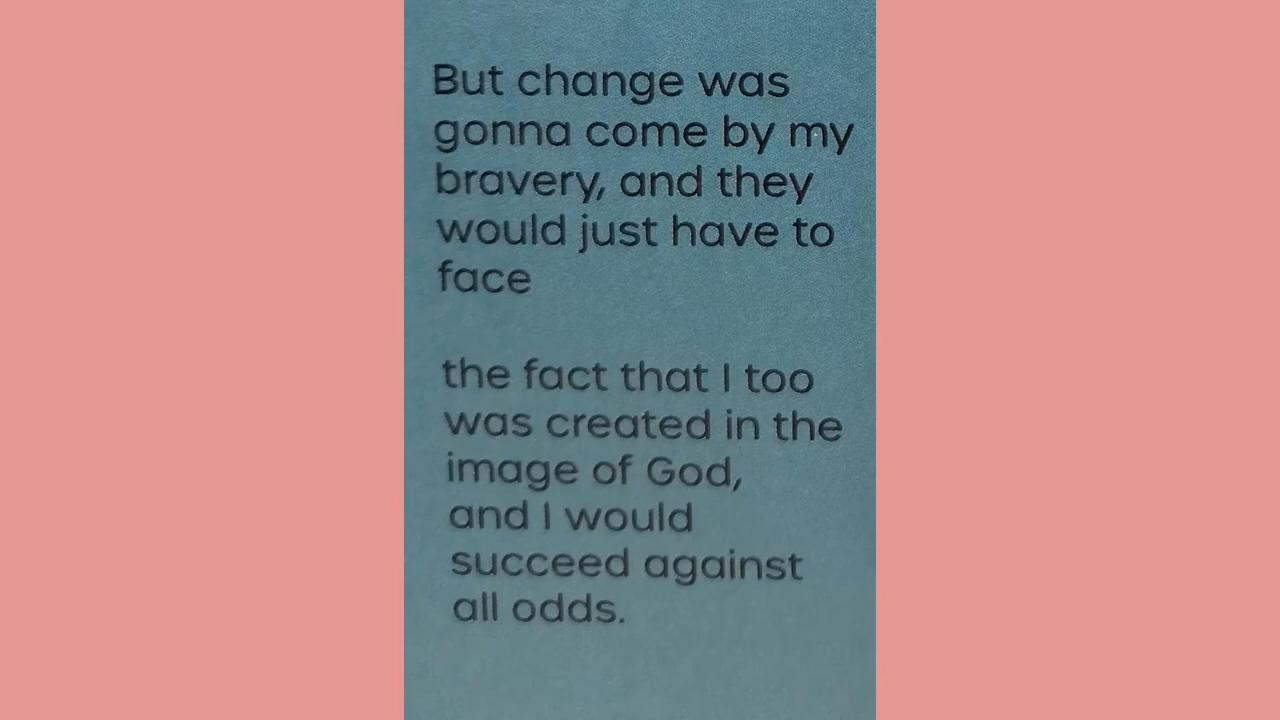 But change was
gonna come by my
bravery, and they
would just have to
face
the fact that I too
was created in the
image of God,
and I would
succeed against
all odds.